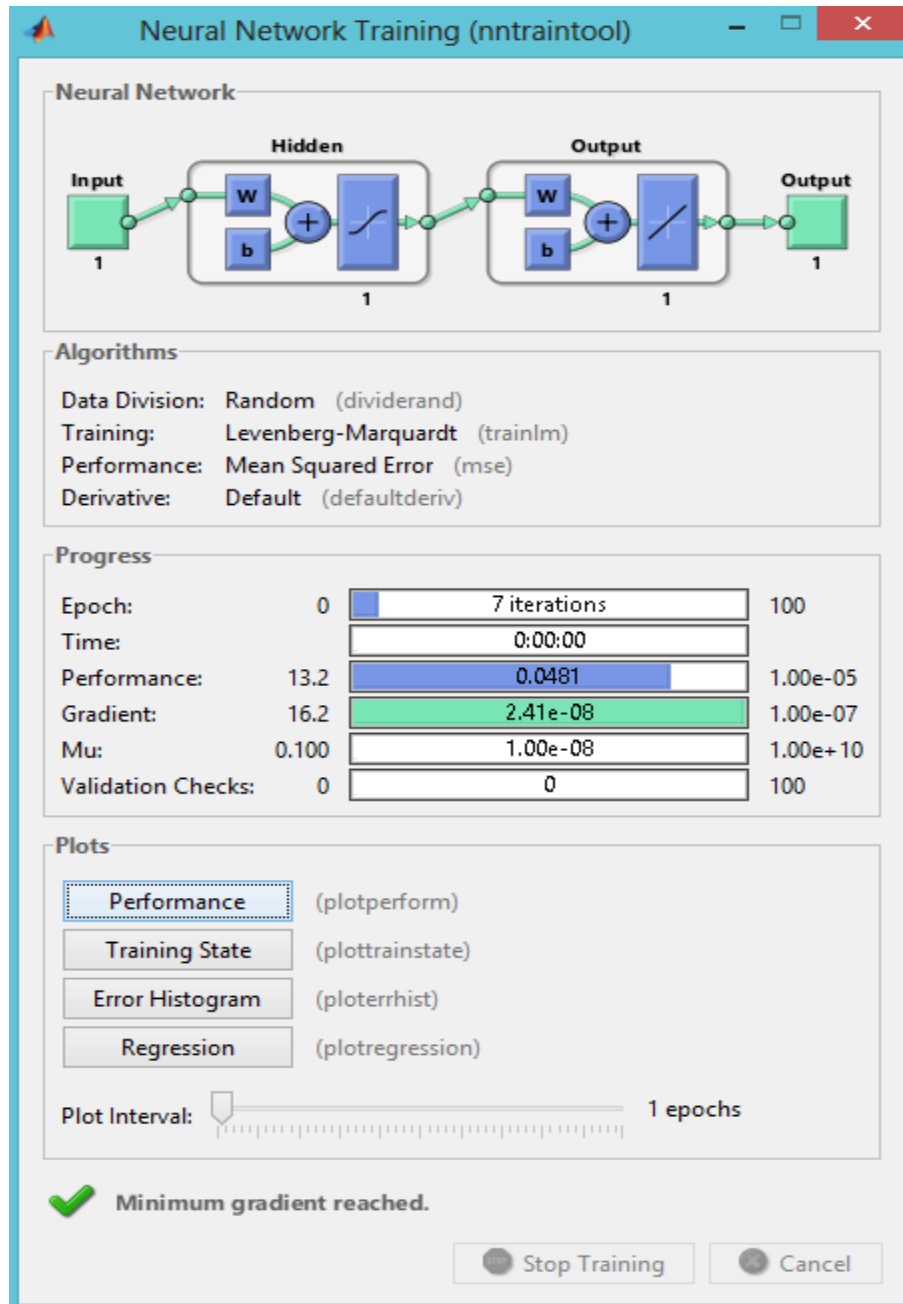 Neural Network Training (nntraintool)
Neural Network
Hidden Output
Input Output
W W
b b
1 1
1 1
Algorithms
Data Division: Random (dividerand)
Training: Levenberg-Marquardt (trainlm)
Performance: Mean Squared Error (mse)
Derivative: Default (defaultderiv)
Progress
Epoch: 0 7 iterations 100
Time: 0:00:00
Performance: 13.2 0.0481 1.00e-05
Gradient: 16.2 2.41e-08 1.00e-07
Mu: 0.100 1.00e-08 1.00e+10
Validation Checks: 0 0 100
Plots
Performance (plotperform)
Training State (plottrainstate)
Error Histogram (ploterrhist)
Regression (plotregression)
Plot Interval: 1 epochs
Minimum gradient reached.
Stop Training Cancel